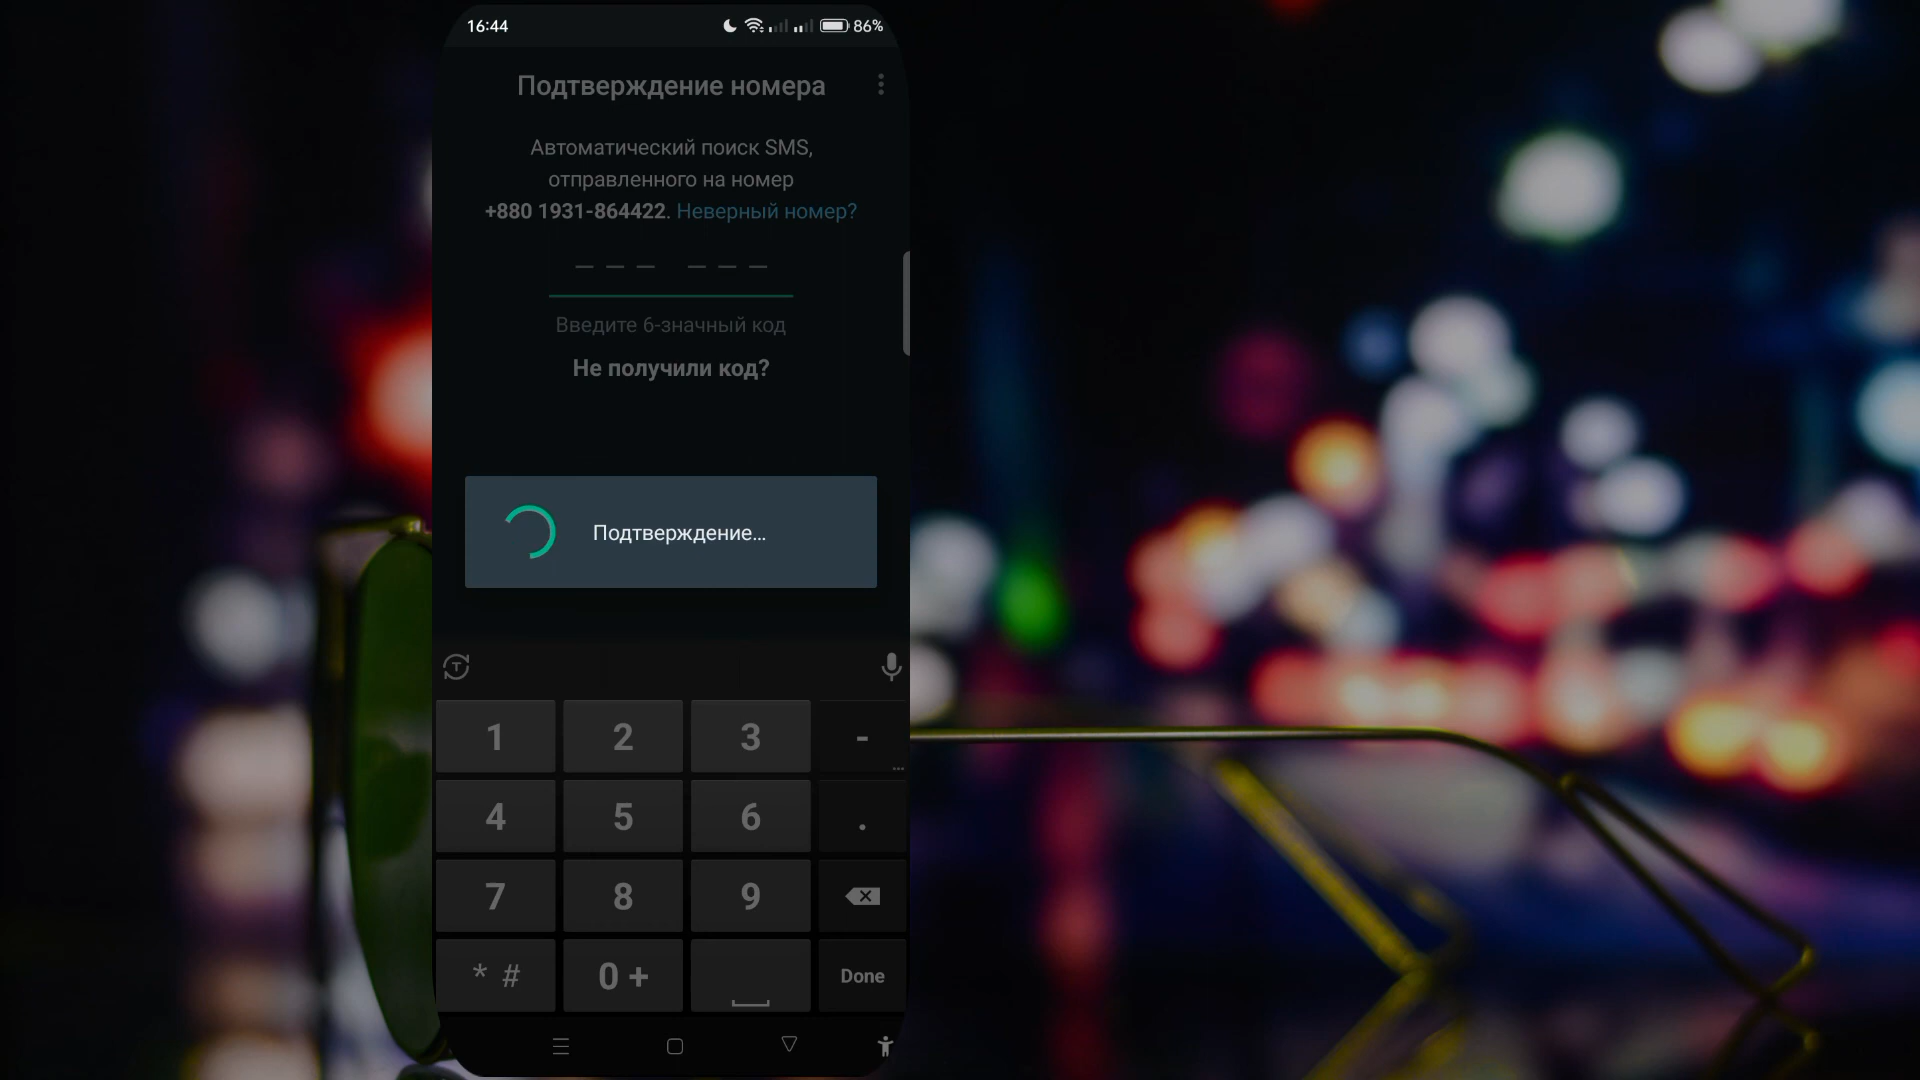 16:44
86%
Подтверждение номера
Автоматический поиск SMS,
отправленного на номер
+880 1931-864422. Неверный номер?
Введите 6-значный код
Не получили код?
Подтверждение...
1 2 3 -
4 5 6 .
7 8 9
* # 0 + Done